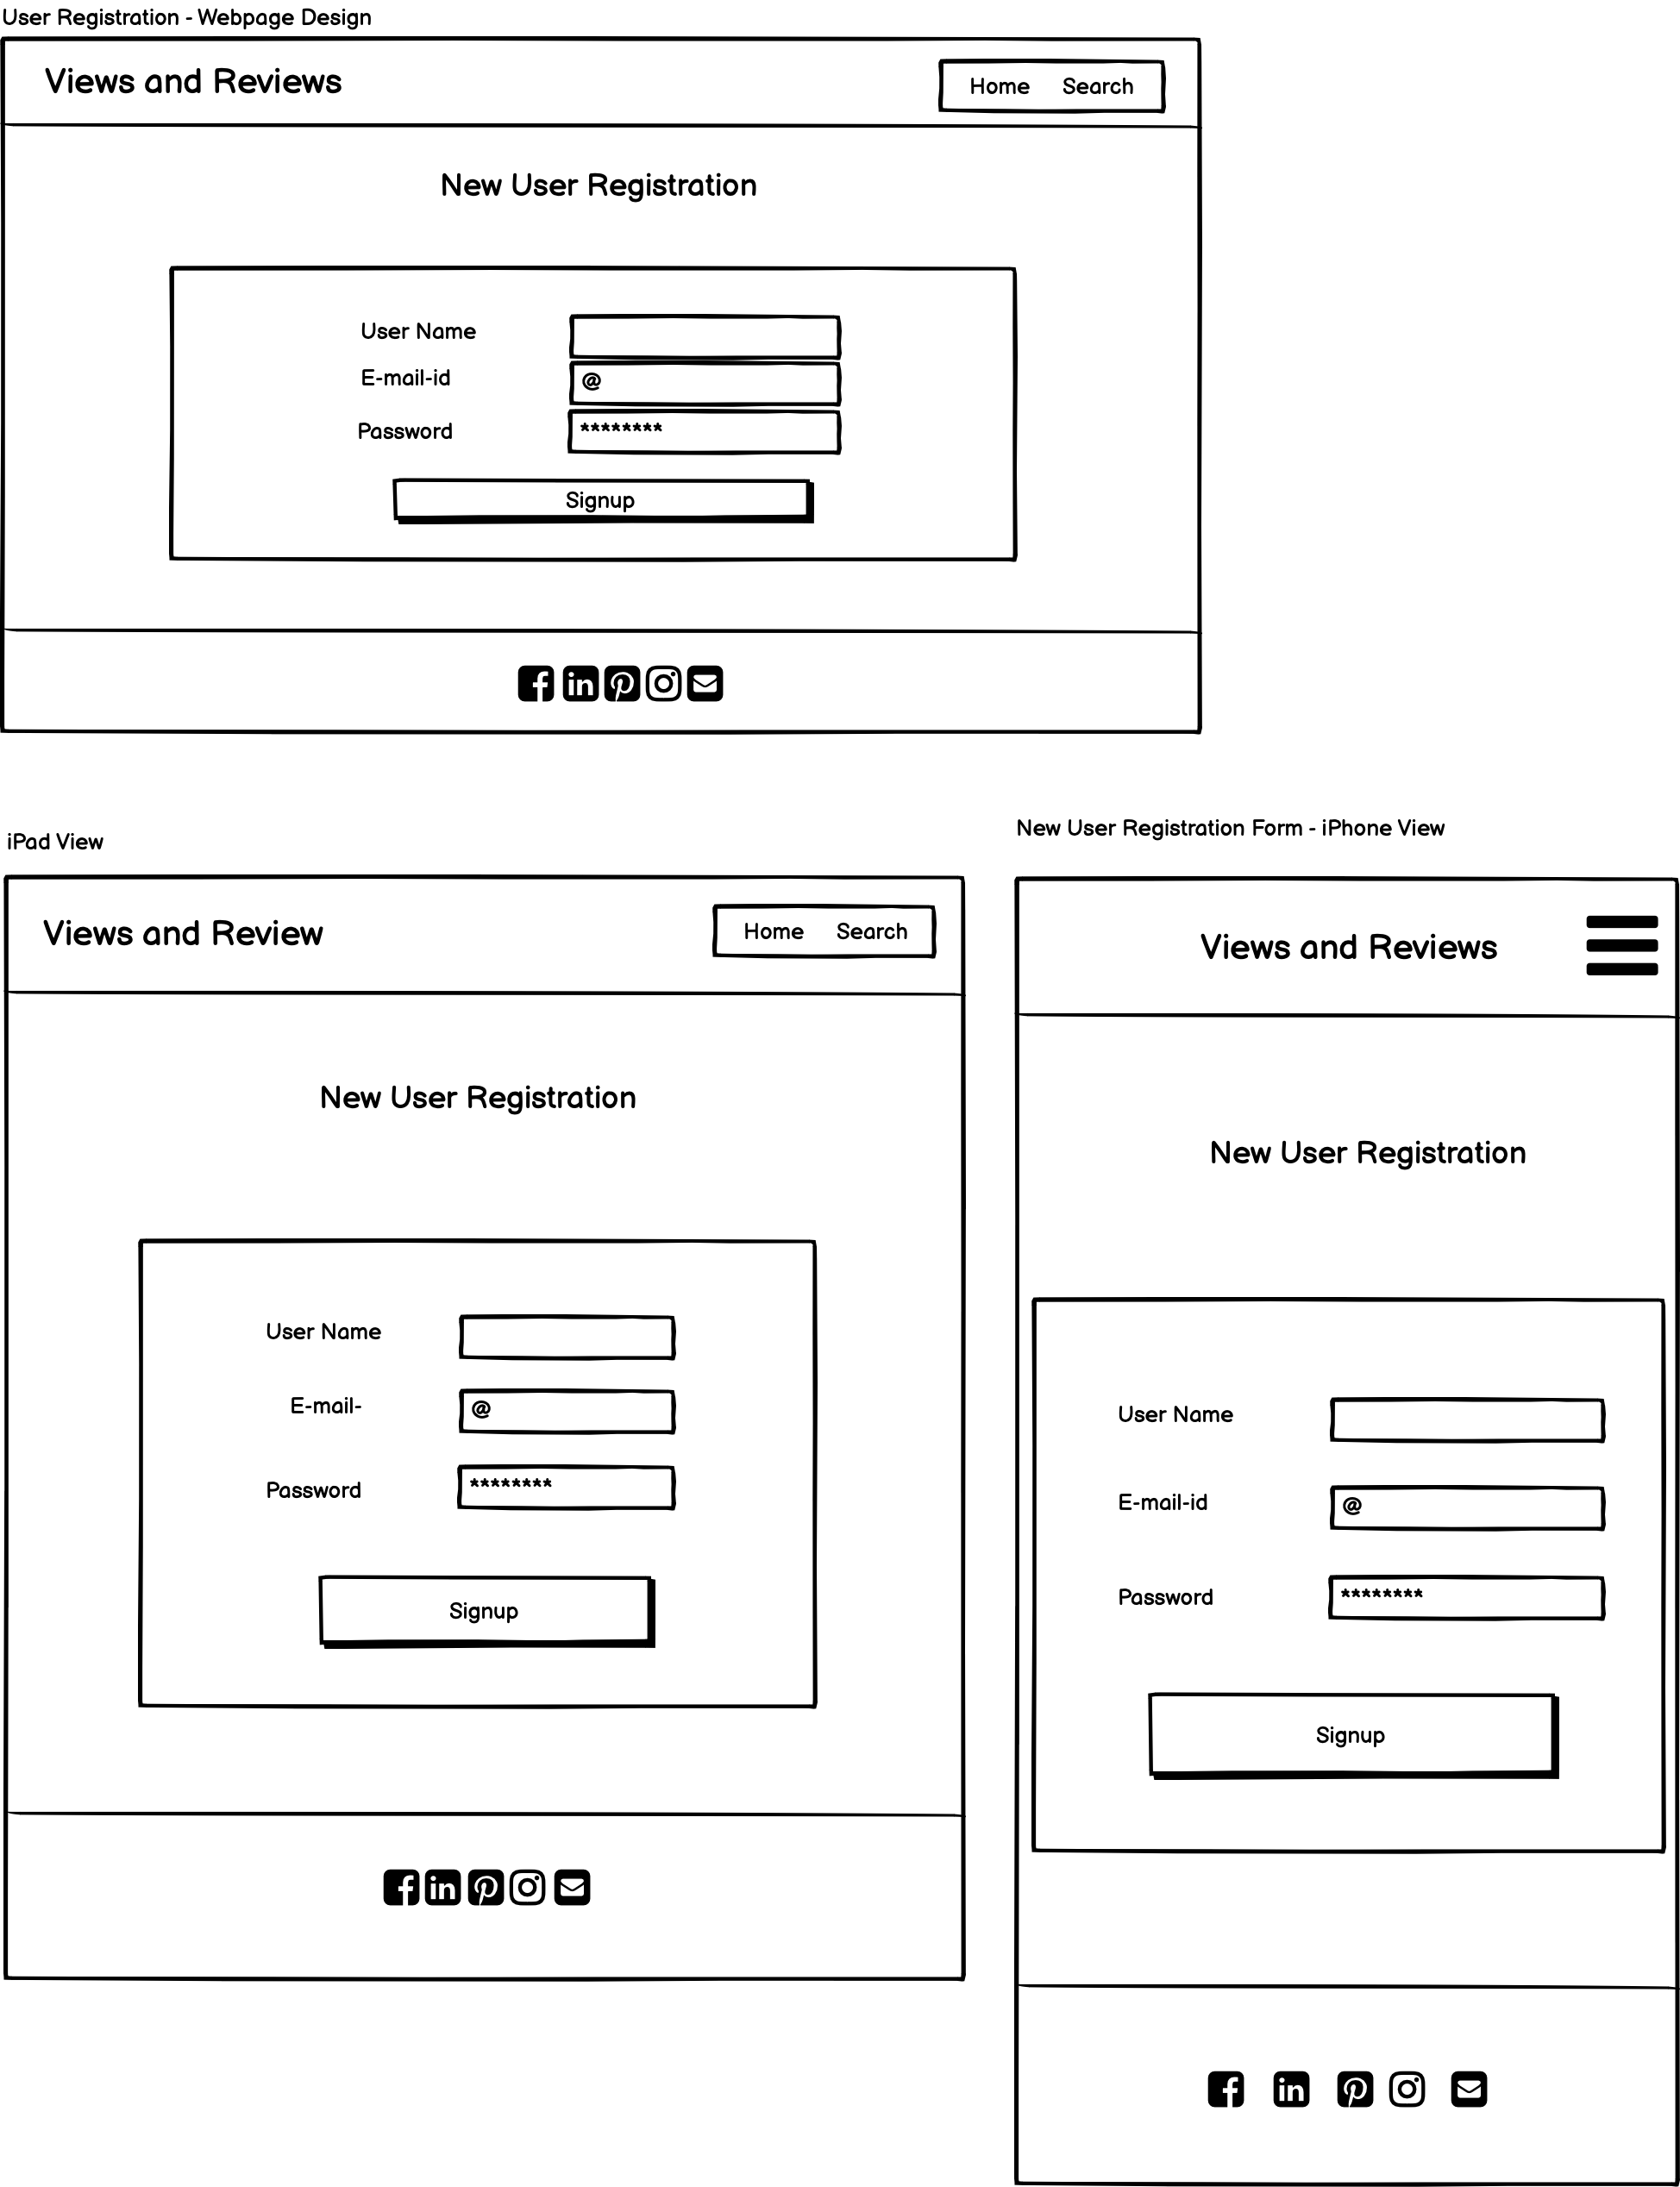 User Registration - Webpage Design
Views and Reviews
Home Search
New User Registration
User Name
E-mail-id @
Password ********
Signup
iPad View
Views and Review
Home Search
New User Registration
User Name
E-mail- @
Password ********
Signup
New User Registration Form - iPhone View
Views and Reviews
New User Registration
User Name
E-mail-id @
Password ********
Signup